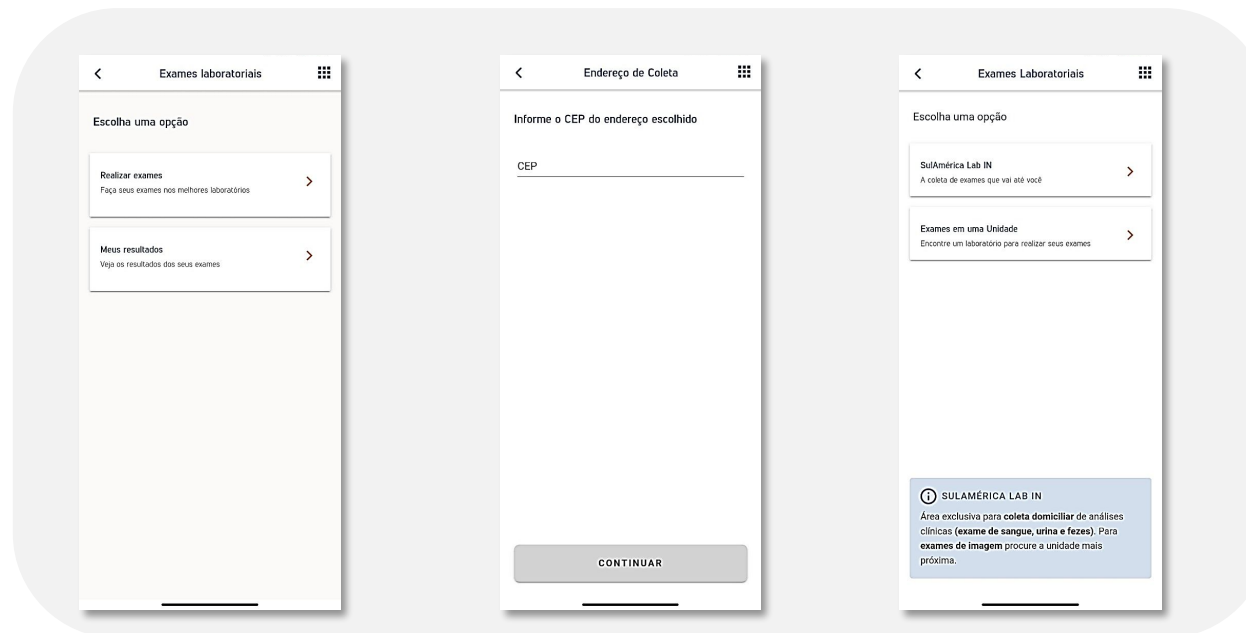 Exames laboratoriais
Escolha uma opção
Realizar exames
Faça seus exames nos melhores laboratórios
Meus resultados
Veja os resultados dos seus exames
Endereço de Coleta
Informe o CEP do endereço escolhido
CEP
CONTINUAR
Exames Laboratoriais
Escolha uma opção
SulAmérica Lab IN
A coleta de exames que vai até você
Exames em uma Unidade
Encontre um laboratório para realizar seus exames
SULAMÉRICA LAB IN
Área exclusiva para coleta domiciliar de análises
clínicas (exame de sangue, urina e fezes). Para
exames de imagem procure a unidade mais
próxima.